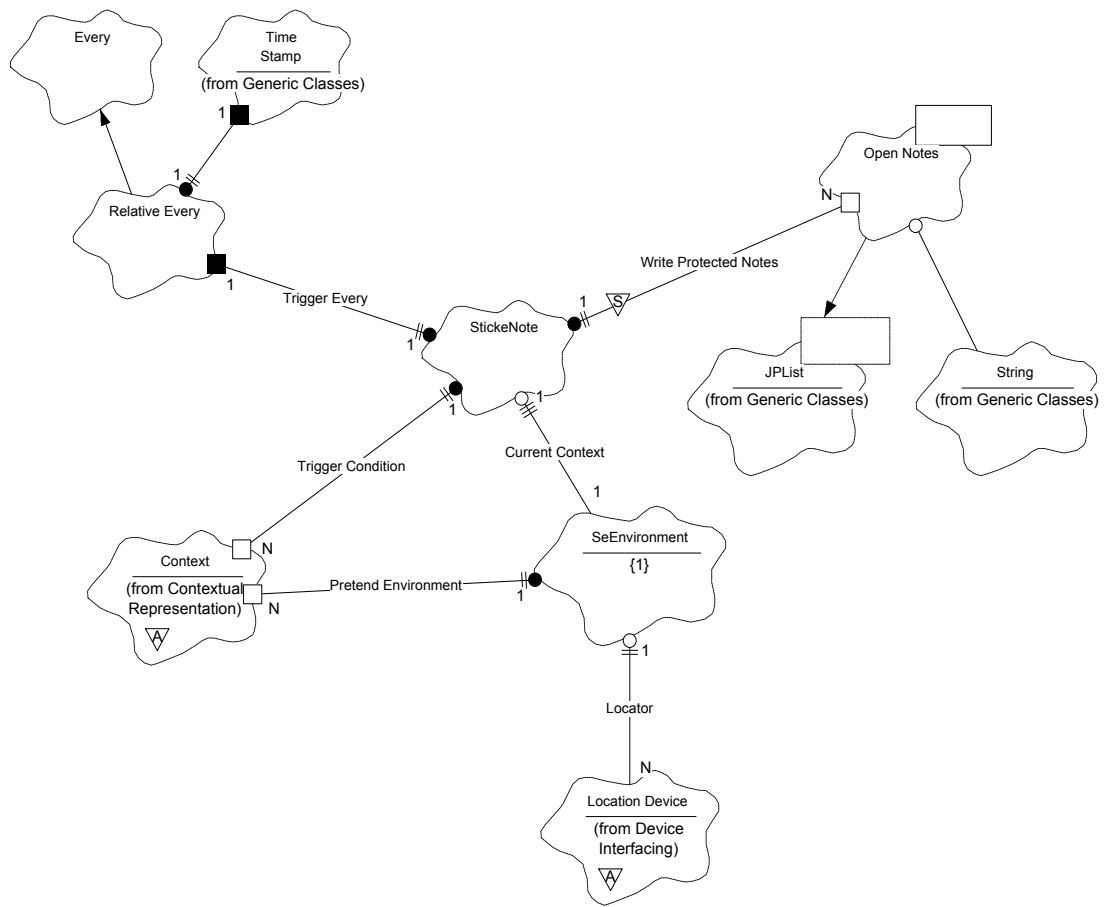 Every
Time
Stamp
(from Generic Classes)
1
1
Relative Every
1
Trigger Every
1
Open Notes
N
Write Protected Notes
S
1
StickeNote
JPList
(from Generic Classes)
String
(from Generic Classes)
1
1
Current Context
Trigger Condition
1
N
Context
(from Contextual
Representation)
A
N
Pretend Environment
1
SeEnvironment
{1}
1
Locator
N
Location Device
(from Device
Interfacing)
A